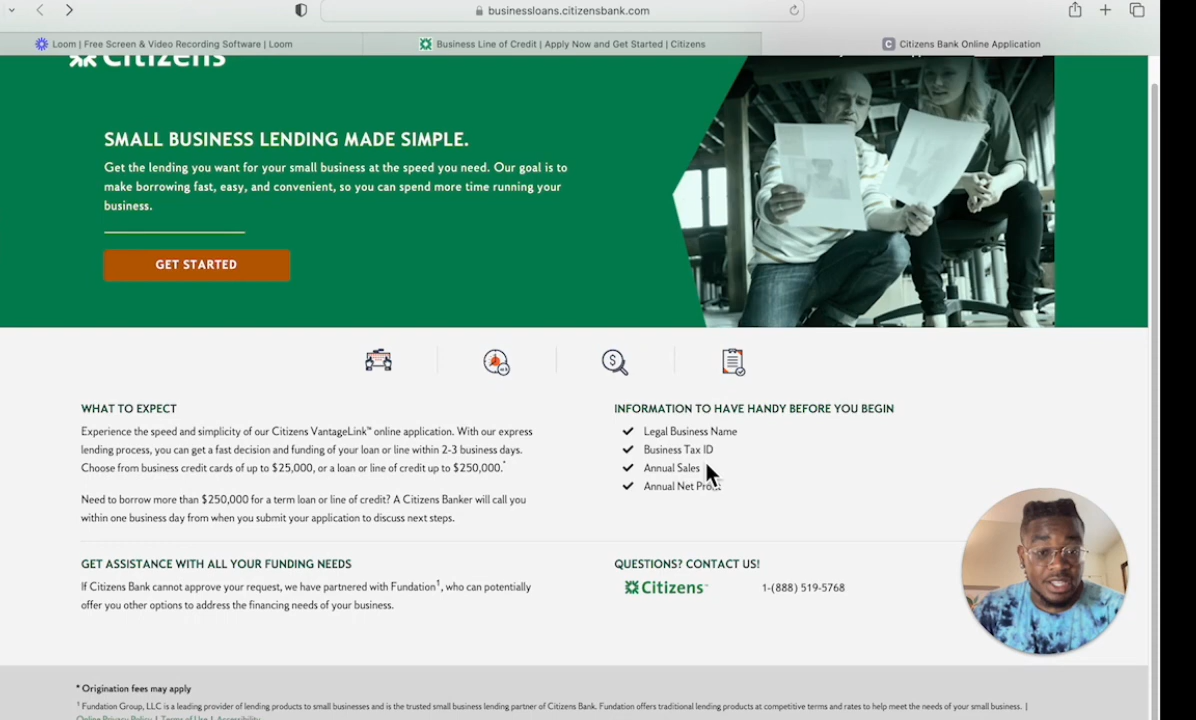 businessloans.citizensbank.com
Loom | Free Screen & Video Recording Software | Loom
Business Line of Credit | Apply Now and Get Started | Citizens
C Citizens Bank Online Application
Citizens
SMALL BUSINESS LENDING MADE SIMPLE.
Get the lending you want for your small business at the speed you need. Our goal is to
make borrowing fast, easy, and convenient, so you can spend more time running your
business.
GET STARTED
WHAT TO EXPECT
Experience the speed and simplicity of our Citizens VantageLink™ online application. With our express
lending process, you can get a fast decision and funding of your loan or line within 2-3 business days.
Choose from business credit cards of up to $25,000, or a loan or line of credit up to $250,000.*
Need to borrow more than $250,000 for a term loan or line of credit? A Citizens Banker will call you
within one business day from when you submit your application to discuss next steps.
INFORMATION TO HAVE HANDY BEFORE YOU BEGIN
Legal Business Name
Business Tax ID
Annual Sales
Annual Net Profit
GET ASSISTANCE WITH ALL YOUR FUNDING NEEDS
If Citizens Bank cannot approve your request, we have partnered with Fundation¹, who can potentially
offer you other options to address the financing needs of your business.
QUESTIONS? CONTACT US!
Citizens™ 1-(888) 519-5768
* Origination fees may apply
¹ Fundation Group, LLC is a leading provider of lending products to small businesses and is the trusted small business lending partner of Citizens Bank. Fundation offers traditional lending products at competitive terms and rates to help meet the needs of your small business. |
Online Privacy Policy | Terms of Use | Accessibility